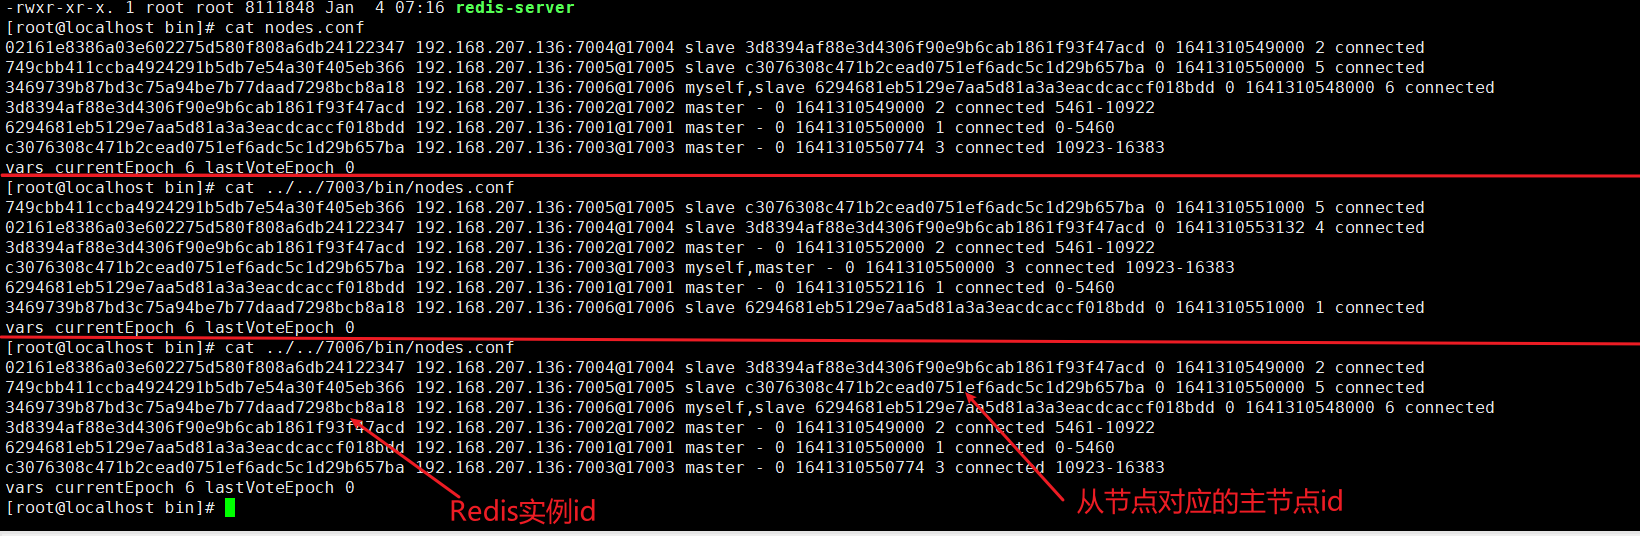 -rwxr-xr-x. 1 root root 8111848 Jan  4 07:16 redis-server
[root@localhost bin]# cat nodes.conf
02161e8386a03e602275d580f808a6db24122347 192.168.207.136:7004@17004 slave 3d8394af88e3d4306f90e9b6cab1861f93f47acd 0 1641310549000 2 connected
749cbb411ccba4924291b5db7e54a30f405eb366 192.168.207.136:7005@17005 slave c3076308c471b2cead0751ef6adc5c1d29b657ba 0 1641310550000 5 connected
3469739b87bd3c75a94be7b77daad7298bcb8a18 192.168.207.136:7006@17006 myself,slave 6294681eb5129e7aa5d81a3a3eacdcaccf018bdd 0 1641310548000 6 connected
3d8394af88e3d4306f90e9b6cab1861f93f47acd 192.168.207.136:7002@17002 master - 0 1641310549000 2 connected 5461-10922
6294681eb5129e7aa5d81a3a3eacdcaccf018bdd 192.168.207.136:7001@17001 master - 0 1641310550000 1 connected 0-5460
c3076308c471b2cead0751ef6adc5c1d29b657ba 192.168.207.136:7003@17003 master - 0 1641310550774 3 connected 10923-16383
vars currentEpoch 6 lastVoteEpoch 0
[root@localhost bin]# cat ../../7003/bin/nodes.conf
749cbb411ccba4924291b5db7e54a30f405eb366 192.168.207.136:7005@17005 slave c3076308c471b2cead0751ef6adc5c1d29b657ba 0 1641310551000 5 connected
02161e8386a03e602275d580f808a6db24122347 192.168.207.136:7004@17004 slave 3d8394af88e3d4306f90e9b6cab1861f93f47acd 0 1641310553132 4 connected
3d8394af88e3d4306f90e9b6cab1861f93f47acd 192.168.207.136:7002@17002 master - 0 1641310552000 2 connected 5461-10922
c3076308c471b2cead0751ef6adc5c1d29b657ba 192.168.207.136:7003@17003 myself,master - 0 1641310550000 3 connected 10923-16383
6294681eb5129e7aa5d81a3a3eacdcaccf018bdd 192.168.207.136:7001@17001 master - 0 1641310552116 1 connected 0-5460
3469739b87bd3c75a94be7b77daad7298bcb8a18 192.168.207.136:7006@17006 slave 6294681eb5129e7aa5d81a3a3eacdcaccf018bdd 0 1641310551000 1 connected
vars currentEpoch 6 lastVoteEpoch 0
[root@localhost bin]# cat ../../7006/bin/nodes.conf
02161e8386a03e602275d580f808a6db24122347 192.168.207.136:7004@17004 slave 3d8394af88e3d4306f90e9b6cab1861f93f47acd 0 1641310549000 2 connected
749cbb411ccba4924291b5db7e54a30f405eb366 192.168.207.136:7005@17005 slave c3076308c471b2cead0751ef6adc5c1d29b657ba 0 1641310550000 5 connected
3469739b87bd3c75a94be7b77daad7298bcb8a18 192.168.207.136:7006@17006 myself,slave 6294681eb5129e7aa5d81a3a3eacdcaccf018bdd 0 1641310548000 6 connected
3d8394af88e3d4306f90e9b6cab1861f93f47acd 192.168.207.136:7002@17002 master - 0 1641310549000 2 connected 5461-10922
6294681eb5129e7aa5d81a3a3eacdcaccf018bdd 192.168.207.136:7001@17001 master - 0 1641310550000 1 connected 0-5460
c3076308c471b2cead0751ef6adc5c1d29b657ba 192.168.207.136:7003@17003 master - 0 1641310550774 3 connected 10923-16383
vars currentEpoch 6 lastVoteEpoch 0
[root@localhost bin]#
Redis实例id
从节点对应的主节点id